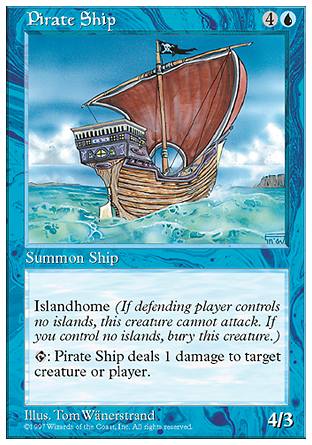 Pirate Ship 4
Summon Ship
Islandhome (If defending player controls
no islands, this creature cannot attack. If
you control no islands, bury this creature.)
: Pirate Ship deals 1 damage to target
creature or player.
Illus. Tom Wänerstrand
©1997 Wizards of the Coast, Inc. All rights reserved.
4/3